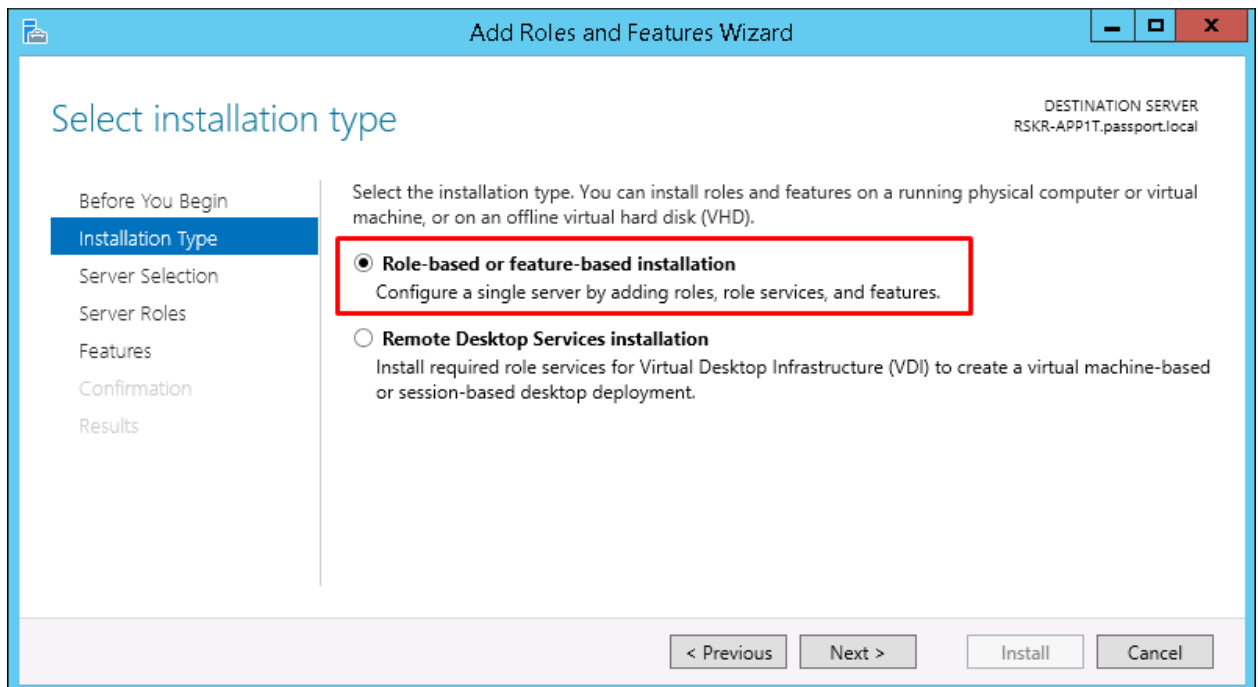 Add Roles and Features Wizard
Select installation type
DESTINATION SERVER
RSKR-APP1T.passport.local
Before You Begin
Installation Type
Server Selection
Server Roles
Features
Confirmation
Results
Select the installation type. You can install roles and features on a running physical computer or virtual
machine, or on an offline virtual hard disk (VHD).
Role-based or feature-based installation
Configure a single server by adding roles, role services, and features.
Remote Desktop Services installation
Install required role services for Virtual Desktop Infrastructure (VDI) to create a virtual machine-based
or session-based desktop deployment.
< Previous
Next >
Install
Cancel